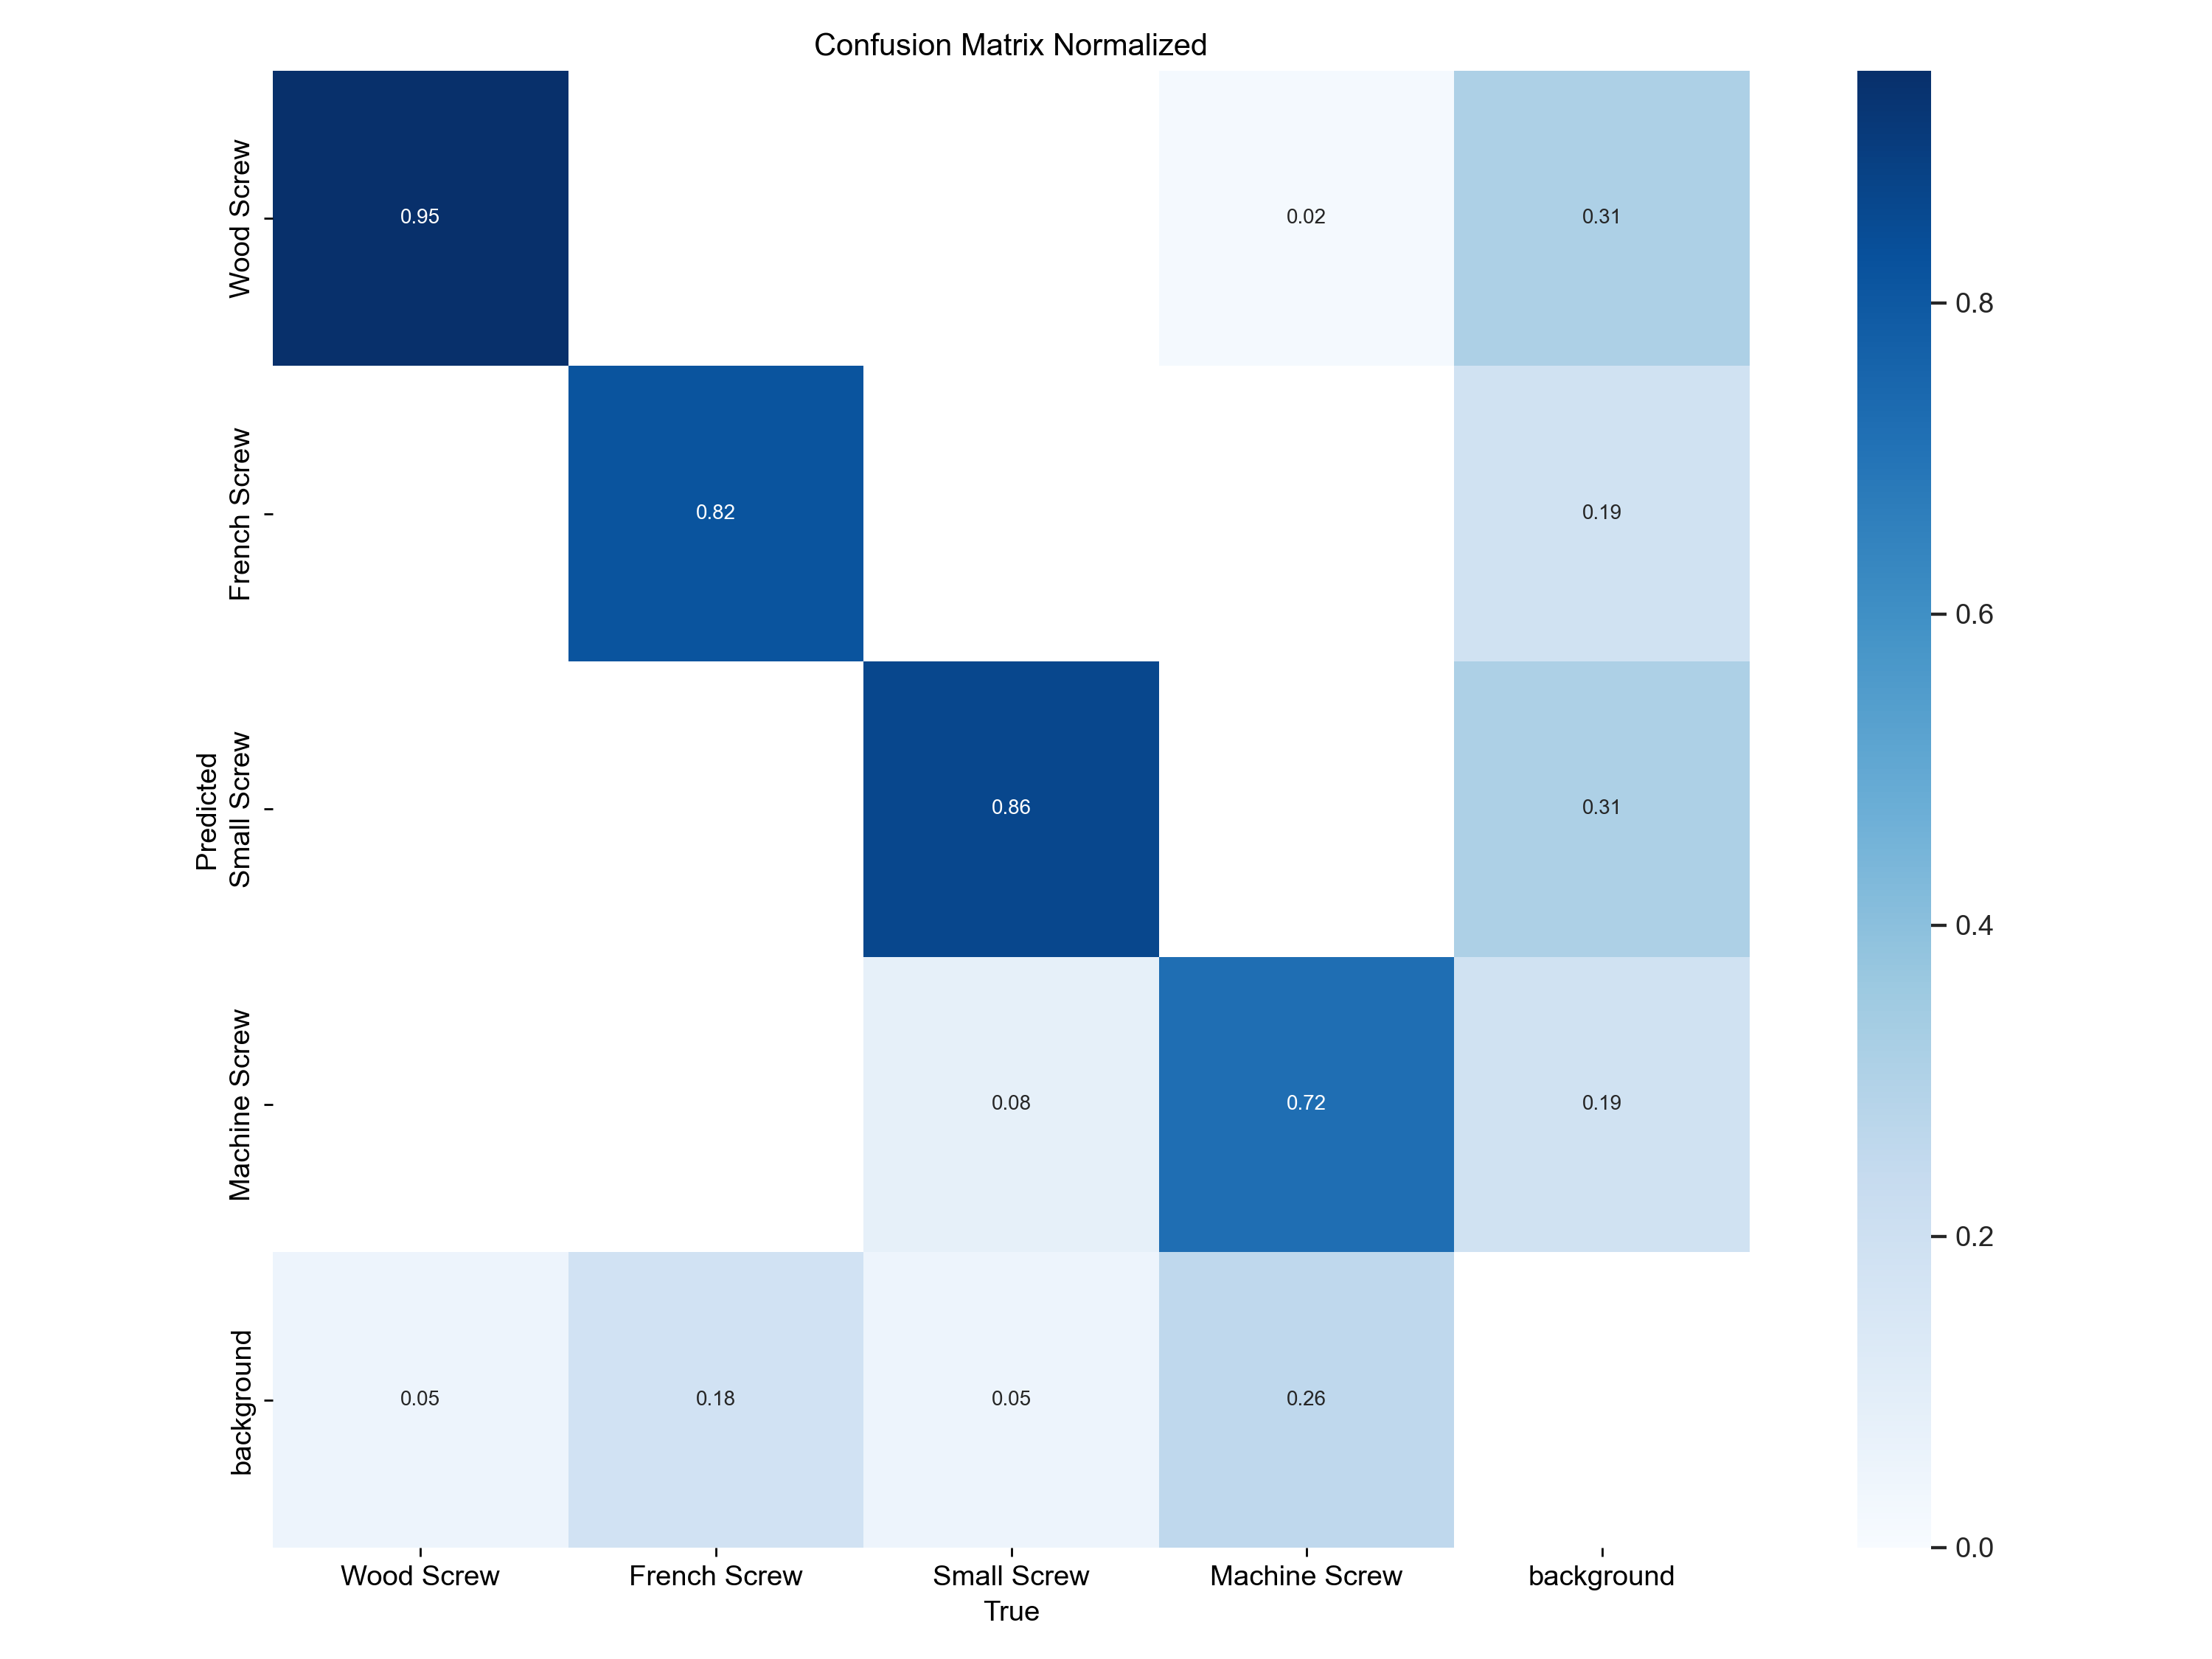 Confusion Matrix Normalized
Wood Screw
0.95
0.02
0.31
0.8
French Screw
0.82
0.19
0.6
Predicted
Small Screw
0.86
0.31
0.4
Machine Screw
0.08
0.72
0.19
0.2
background
0.05
0.18
0.05
0.26
0.0
Wood Screw
French Screw
Small Screw
Machine Screw
background
True